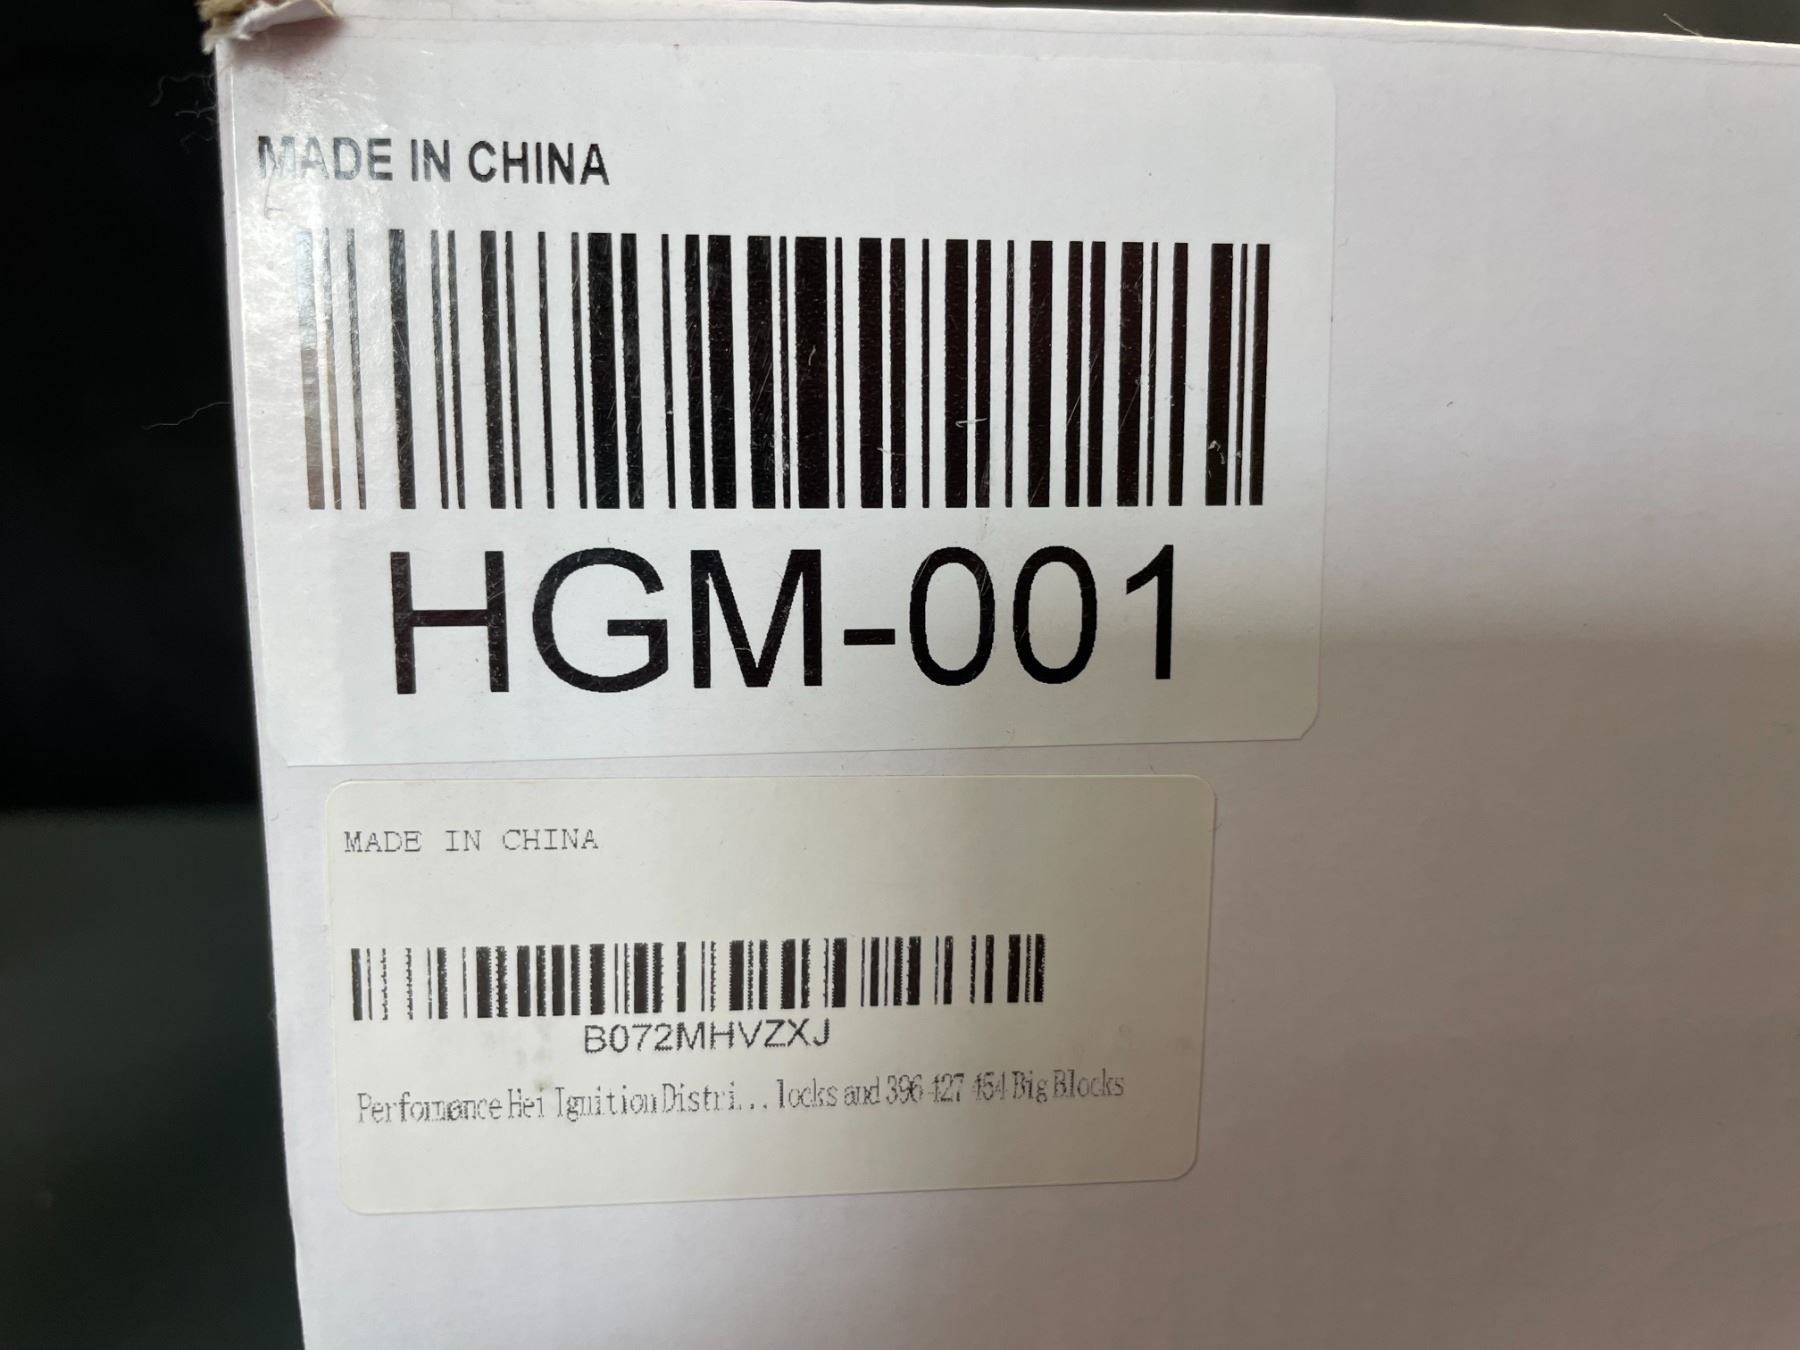 MADE IN CHINA
HGM-001
MADE IN CHINA
B072MHVZXJ
Performance Hei Ignition Distri...locks and 396 427 454 Big Blocks